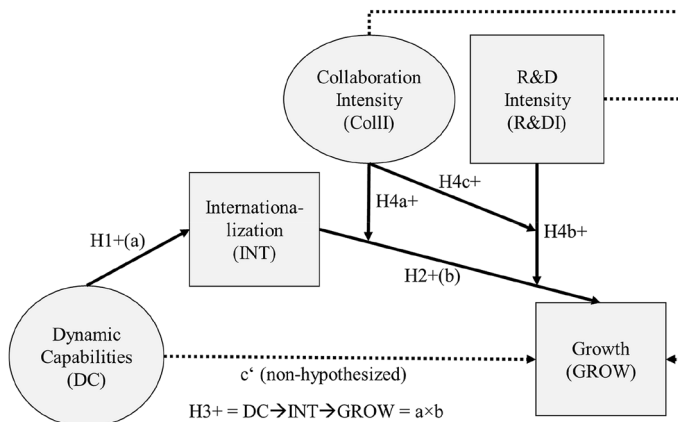 Collaboration
Intensity
(CollI)
R&D
Intensity
(R&DI)
H4c+
H4a+
Internationa-
lization
(INT)
H4b+
H1+(a)
H2+(b)
Dynamic
Capabilities
(DC)
Growth
(GROW)
c‘ (non-hypothesized)
H3+ = DC→INT→GROW = a×b